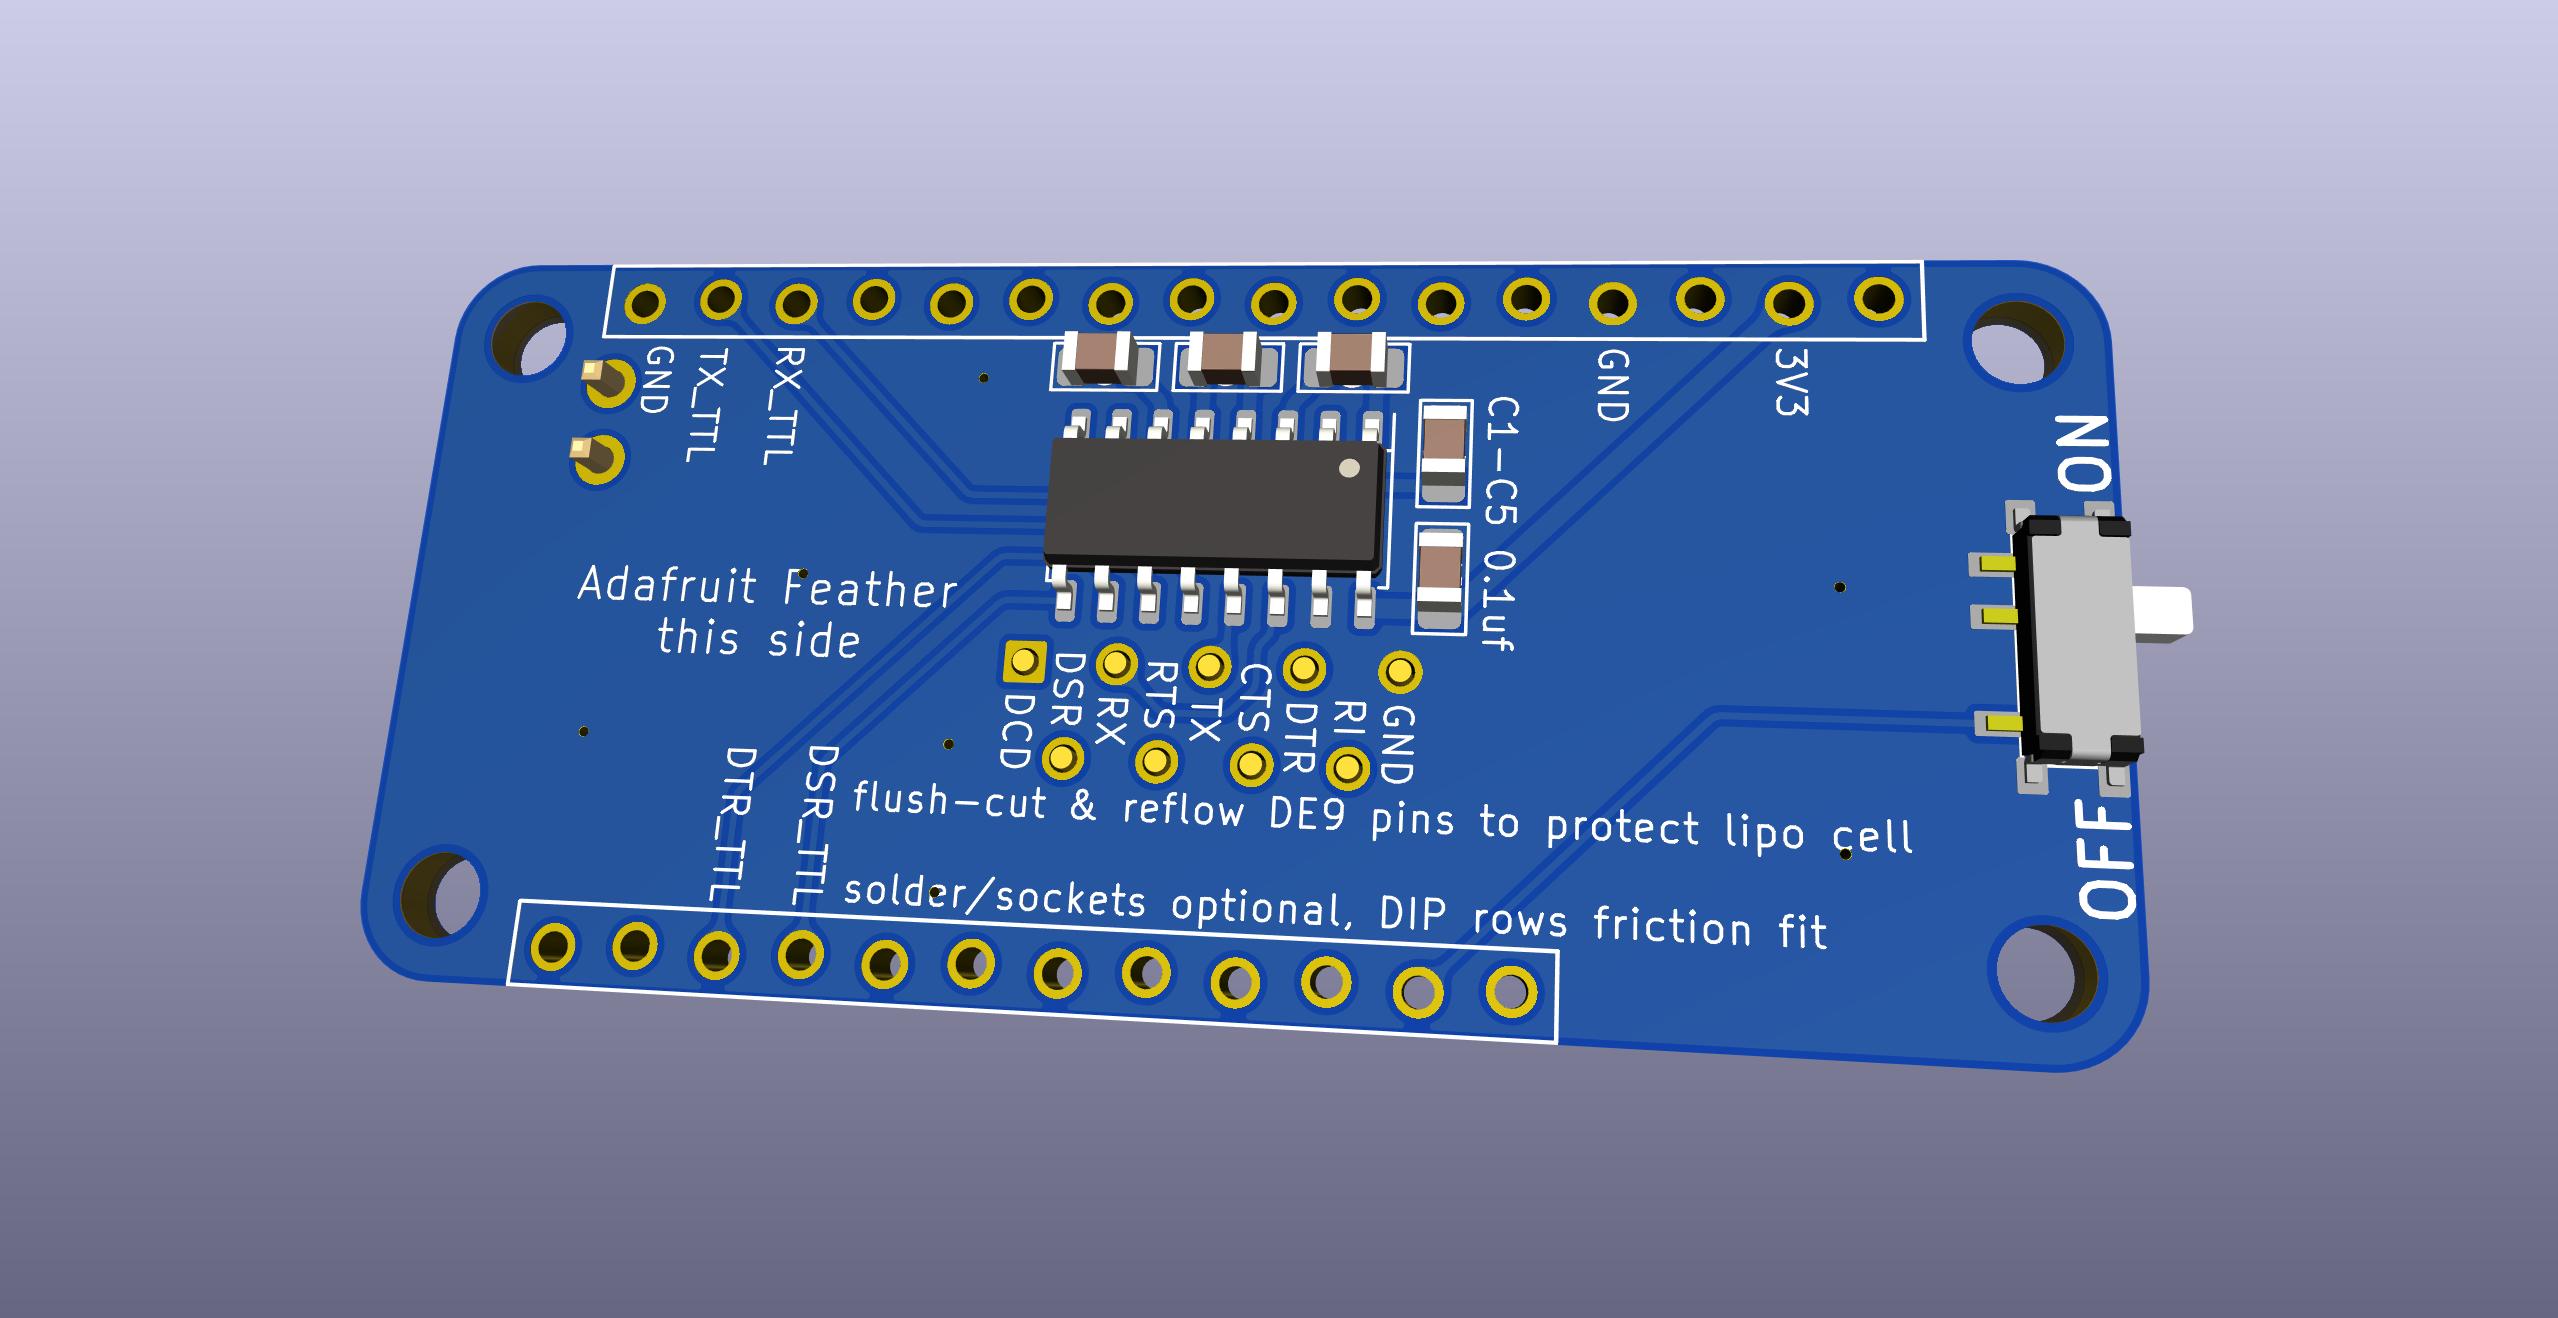 GND
TX_TTL
RX_TTL
GND
3V3
C1-C5 0.1uf
ON
Adafruit Feather
this side
DCD
DSR
RX
RTS
TX
CTS
DTR
RI
GND
DTR_TTL
DSR_TTL
flush-cut & reflow DE9 pins to protect lipo cell
OFF
solder/sockets optional, DIP rows friction fit